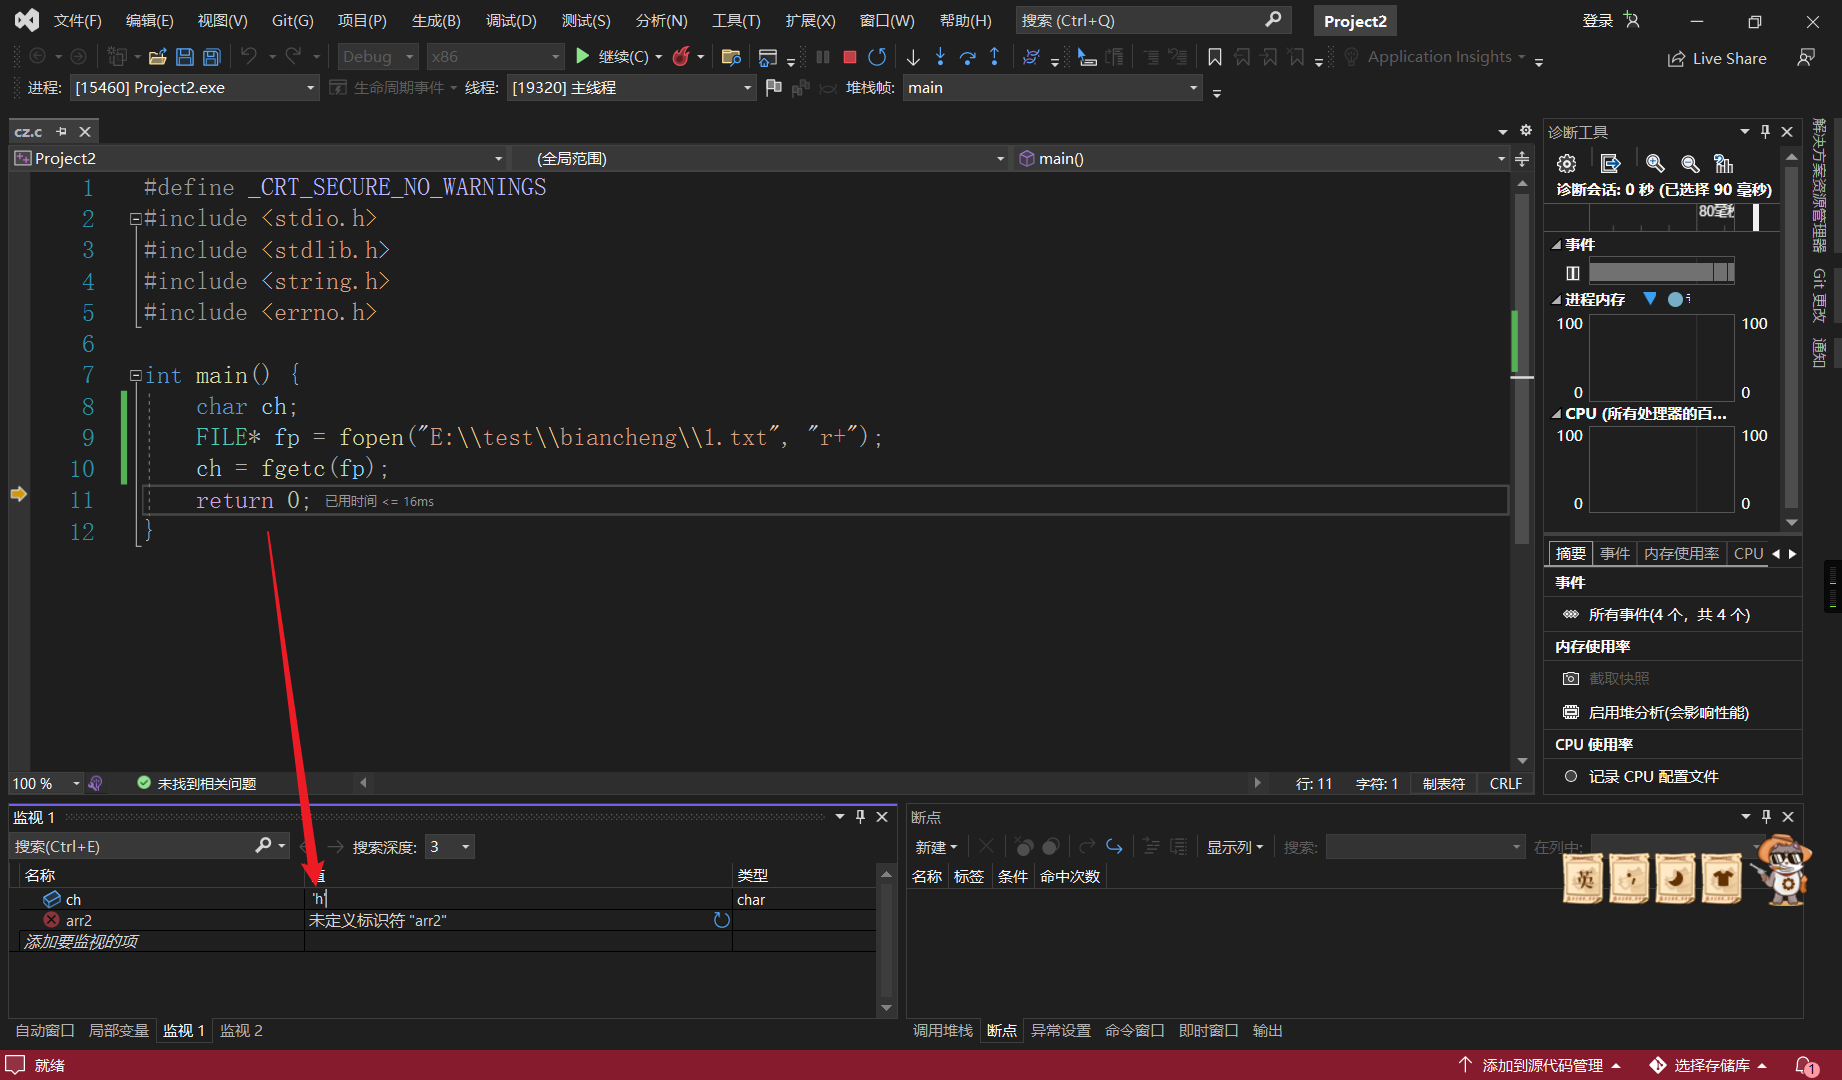 文件(F) 编辑(E) 视图(V) Git(G) 项目(P) 生成(B) 调试(D) 测试(S) 分析(N) 工具(T) 扩展(X) 窗口(W) 帮助(H) 搜索 (Ctrl+Q) Project2 登录
Debug x86 继续(C) Application Insights Live Share
进程: [15460] Project2.exe 生命周期事件 线程: [19320] 主线程 堆栈帧: main
cz.c
Project2 (全局范围) main()
1 #define _CRT_SECURE_NO_WARNINGS
2 #include <stdio.h>
3 #include <stdlib.h>
4 #include <string.h>
5 #include <errno.h>
6
7 int main() {
8 char ch;
9 FILE* fp = fopen("E:\\test\\biancheng\\1.txt", "r+");
10 ch = fgetc(fp);
11 return 0; 已用时间 <= 16ms
12 }
100 % 未找到相关问题 行: 11 字符: 1 制表符 CRLF
诊断工具
诊断会话: 0 秒 (已选择 90 毫秒)
80毫秒
事件
进程内存
100 100
0 0
CPU (所有处理器的百...
100 100
0 0
摘要 事件 内存使用率 CPU
事件
所有事件(4 个，共 4 个)
内存使用率
截取快照
启用堆分析(会影响性能)
CPU 使用率
记录 CPU 配置文件
解决方案资源管理器
Git 更改
通知
监视 1
搜索(Ctrl+E) 搜索深度: 3
名称 值 类型
ch 'h' char
arr2 未定义标识符 "arr2"
添加要监视的项
自动窗口 局部变量 监视 1 监视 2
断点
新建 显示列 搜索: 在列中:
名称 标签 条件 命中次数
英
调用堆栈 断点 异常设置 命令窗口 即时窗口 输出
就绪 添加到源代码管理 选择存储库 1